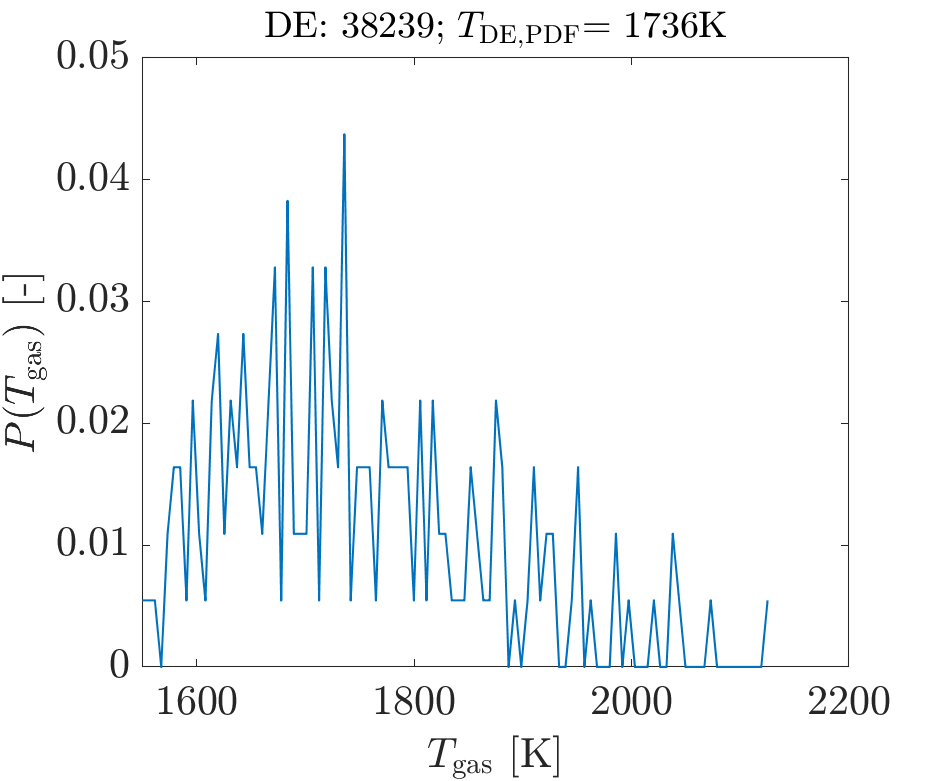 DE: 38239; T_DE,PDF= 1736K
0.05
0.04
0.03
0.02
0.01
0
P(T_gas) [-]
1600 1800 2000 2200
T_gas [K]